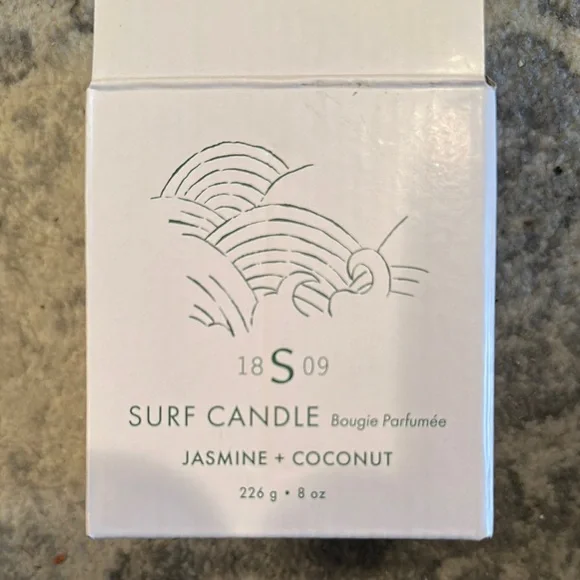 18 S 09
SURF CANDLE Bougie Parfumée
JASMINE + COCONUT
226 g • 8 oz